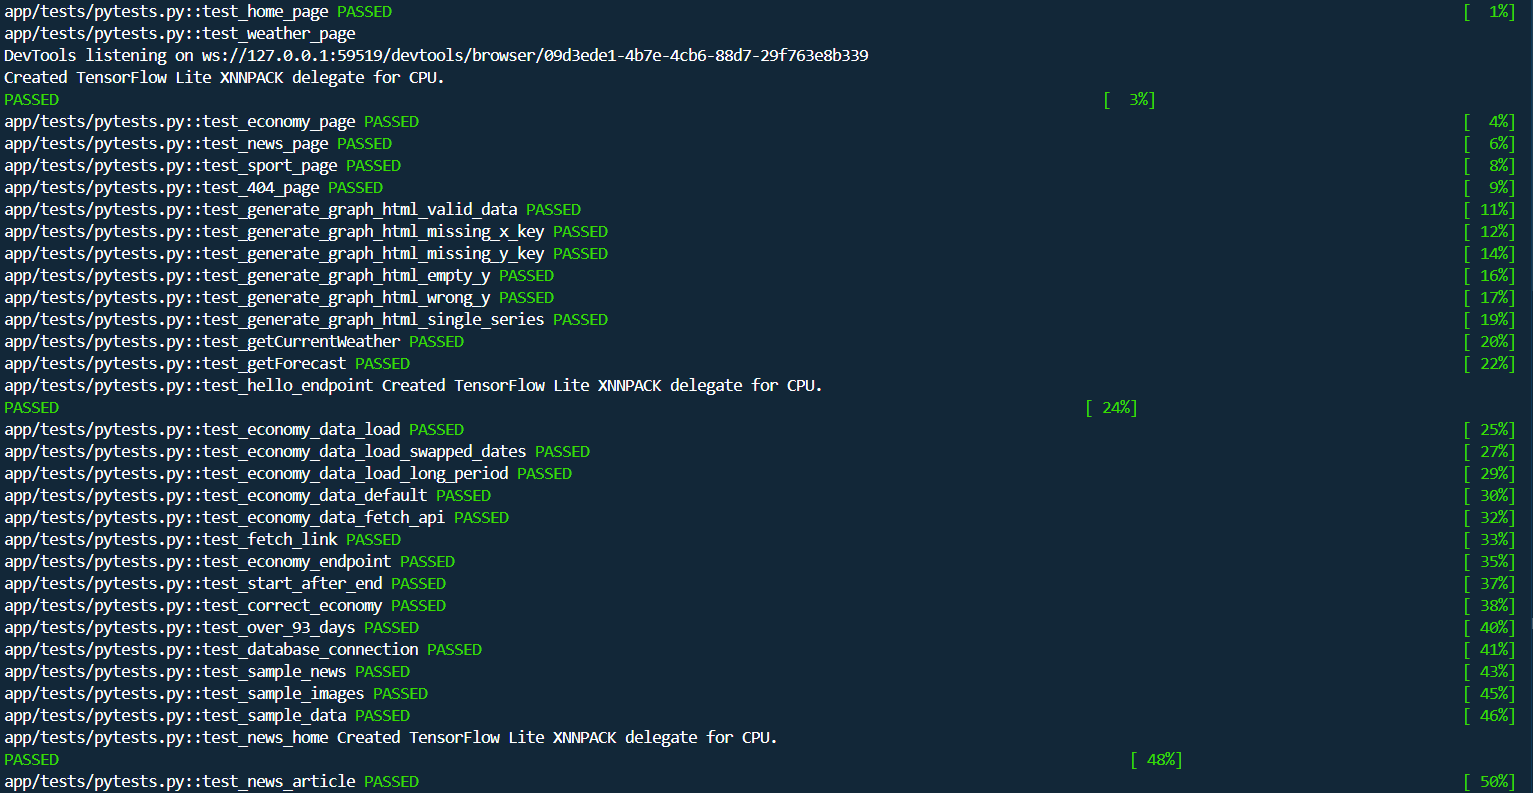 app/tests/pytests.py::test_home_page PASSED [  1%]
app/tests/pytests.py::test_weather_page
DevTools listening on ws://127.0.0.1:59519/devtools/browser/09d3ede1-4b7e-4cb6-88d7-29f763e8b339
Created TensorFlow Lite XNNPACK delegate for CPU.
PASSED [  3%]
app/tests/pytests.py::test_economy_page PASSED [  4%]
app/tests/pytests.py::test_news_page PASSED [  6%]
app/tests/pytests.py::test_sport_page PASSED [  8%]
app/tests/pytests.py::test_404_page PASSED [  9%]
app/tests/pytests.py::test_generate_graph_html_valid_data PASSED [ 11%]
app/tests/pytests.py::test_generate_graph_html_missing_x_key PASSED [ 12%]
app/tests/pytests.py::test_generate_graph_html_missing_y_key PASSED [ 14%]
app/tests/pytests.py::test_generate_graph_html_empty_y PASSED [ 16%]
app/tests/pytests.py::test_generate_graph_html_wrong_y PASSED [ 17%]
app/tests/pytests.py::test_generate_graph_html_single_series PASSED [ 19%]
app/tests/pytests.py::test_getCurrentWeather PASSED [ 20%]
app/tests/pytests.py::test_getForecast PASSED [ 22%]
app/tests/pytests.py::test_hello_endpoint Created TensorFlow Lite XNNPACK delegate for CPU.
PASSED [ 24%]
app/tests/pytests.py::test_economy_data_load PASSED [ 25%]
app/tests/pytests.py::test_economy_data_load_swapped_dates PASSED [ 27%]
app/tests/pytests.py::test_economy_data_load_long_period PASSED [ 29%]
app/tests/pytests.py::test_economy_data_default PASSED [ 30%]
app/tests/pytests.py::test_economy_data_fetch_api PASSED [ 32%]
app/tests/pytests.py::test_fetch_link PASSED [ 33%]
app/tests/pytests.py::test_economy_endpoint PASSED [ 35%]
app/tests/pytests.py::test_start_after_end PASSED [ 37%]
app/tests/pytests.py::test_correct_economy PASSED [ 38%]
app/tests/pytests.py::test_over_93_days PASSED [ 40%]
app/tests/pytests.py::test_database_connection PASSED [ 41%]
app/tests/pytests.py::test_sample_news PASSED [ 43%]
app/tests/pytests.py::test_sample_images PASSED [ 45%]
app/tests/pytests.py::test_sample_data PASSED [ 46%]
app/tests/pytests.py::test_news_home Created TensorFlow Lite XNNPACK delegate for CPU.
PASSED [ 48%]
app/tests/pytests.py::test_news_article PASSED [ 50%]